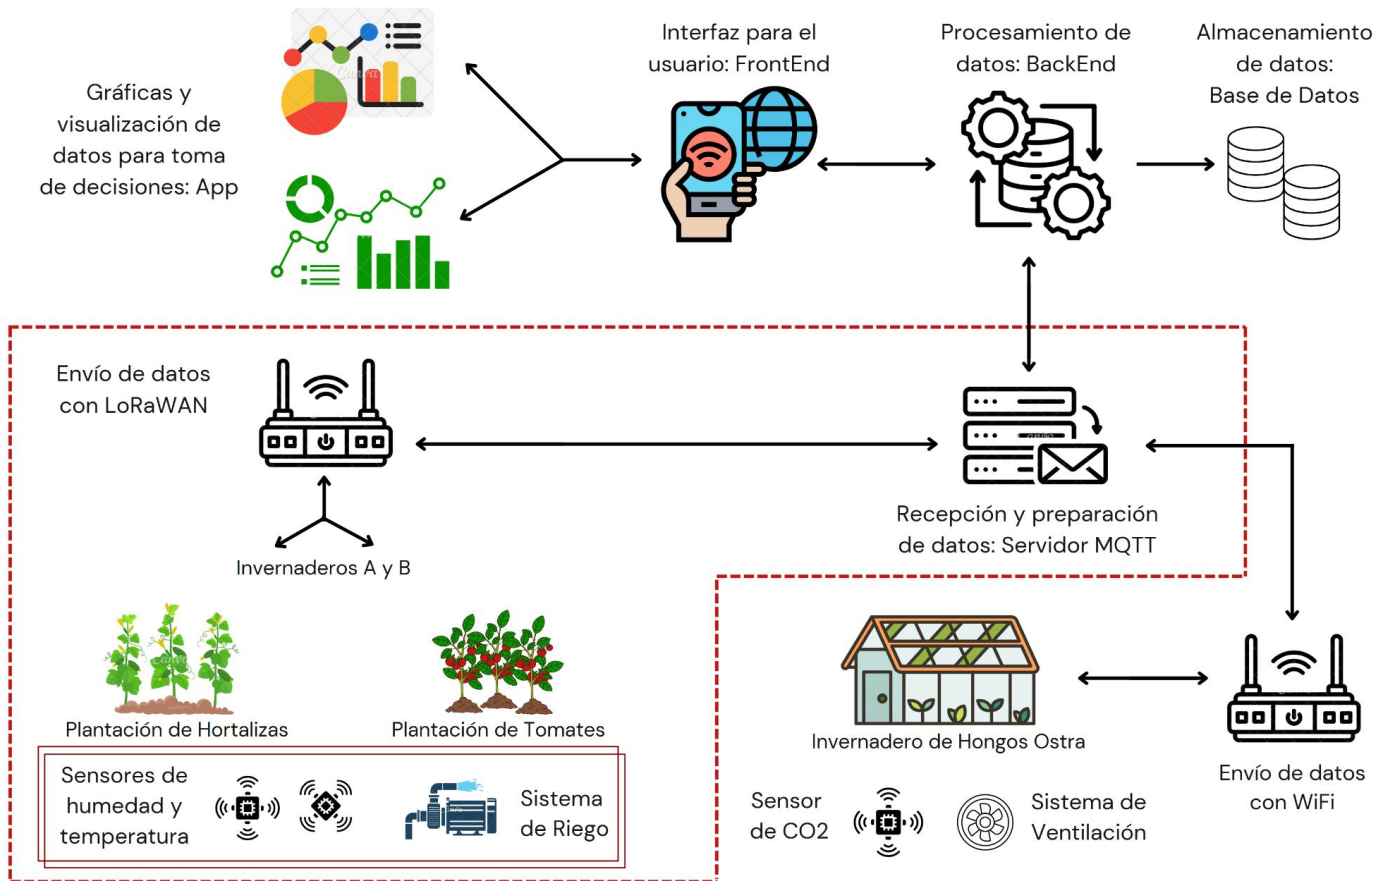 Gráficas y
visualización de
datos para toma
de decisiones: App
Interfaz para el
usuario: FrontEnd
Procesamiento de
datos: BackEnd
Almacenamiento
de datos:
Base de Datos
Canva
Envío de datos
con LoRaWAN
Recepción y preparación
de datos: Servidor MQTT
Invernaderos A y B
Plantación de Hortalizas
Plantación de Tomates
Sensores de
humedad y
temperatura
Sistema
de Riego
Invernadero de Hongos Ostra
Sensor
de CO2
Sistema de
Ventilación
Envío de datos
con WiFi